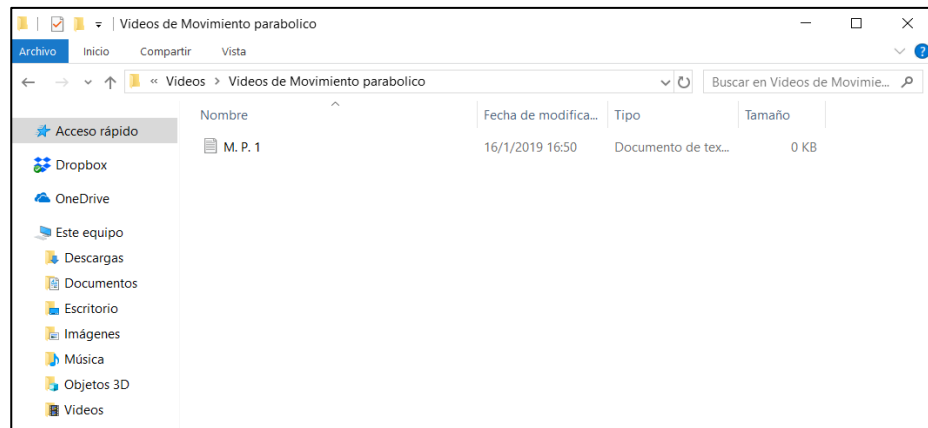 Videos de Movimiento parabolico
Archivo Inicio Compartir Vista
« Videos > Videos de Movimiento parabolico Buscar en Videos de Movimie...
Nombre Fecha de modifica... Tipo Tamaño
M. P. 1 16/1/2019 16:50 Documento de tex... 0 KB
Acceso rápido
Dropbox
OneDrive
Este equipo
Descargas
Documentos
Escritorio
Imágenes
Música
Objetos 3D
Videos